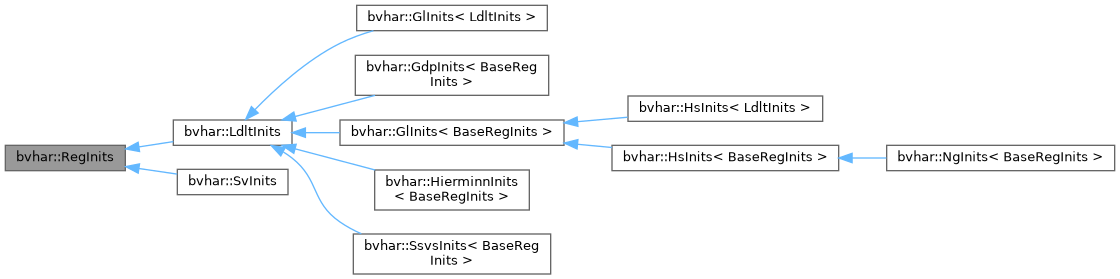 bvhar::GlInits< LdltInits >
bvhar::GdpInits< BaseReg
Inits >
bvhar::HsInits< LdltInits >
bvhar::LdltInits
bvhar::GlInits< BaseRegInits >
bvhar::RegInits
bvhar::HsInits< BaseRegInits >
bvhar::NgInits< BaseRegInits >
bvhar::SvInits
bvhar::HierminnInits
< BaseRegInits >
bvhar::SsvsInits< BaseReg
Inits >